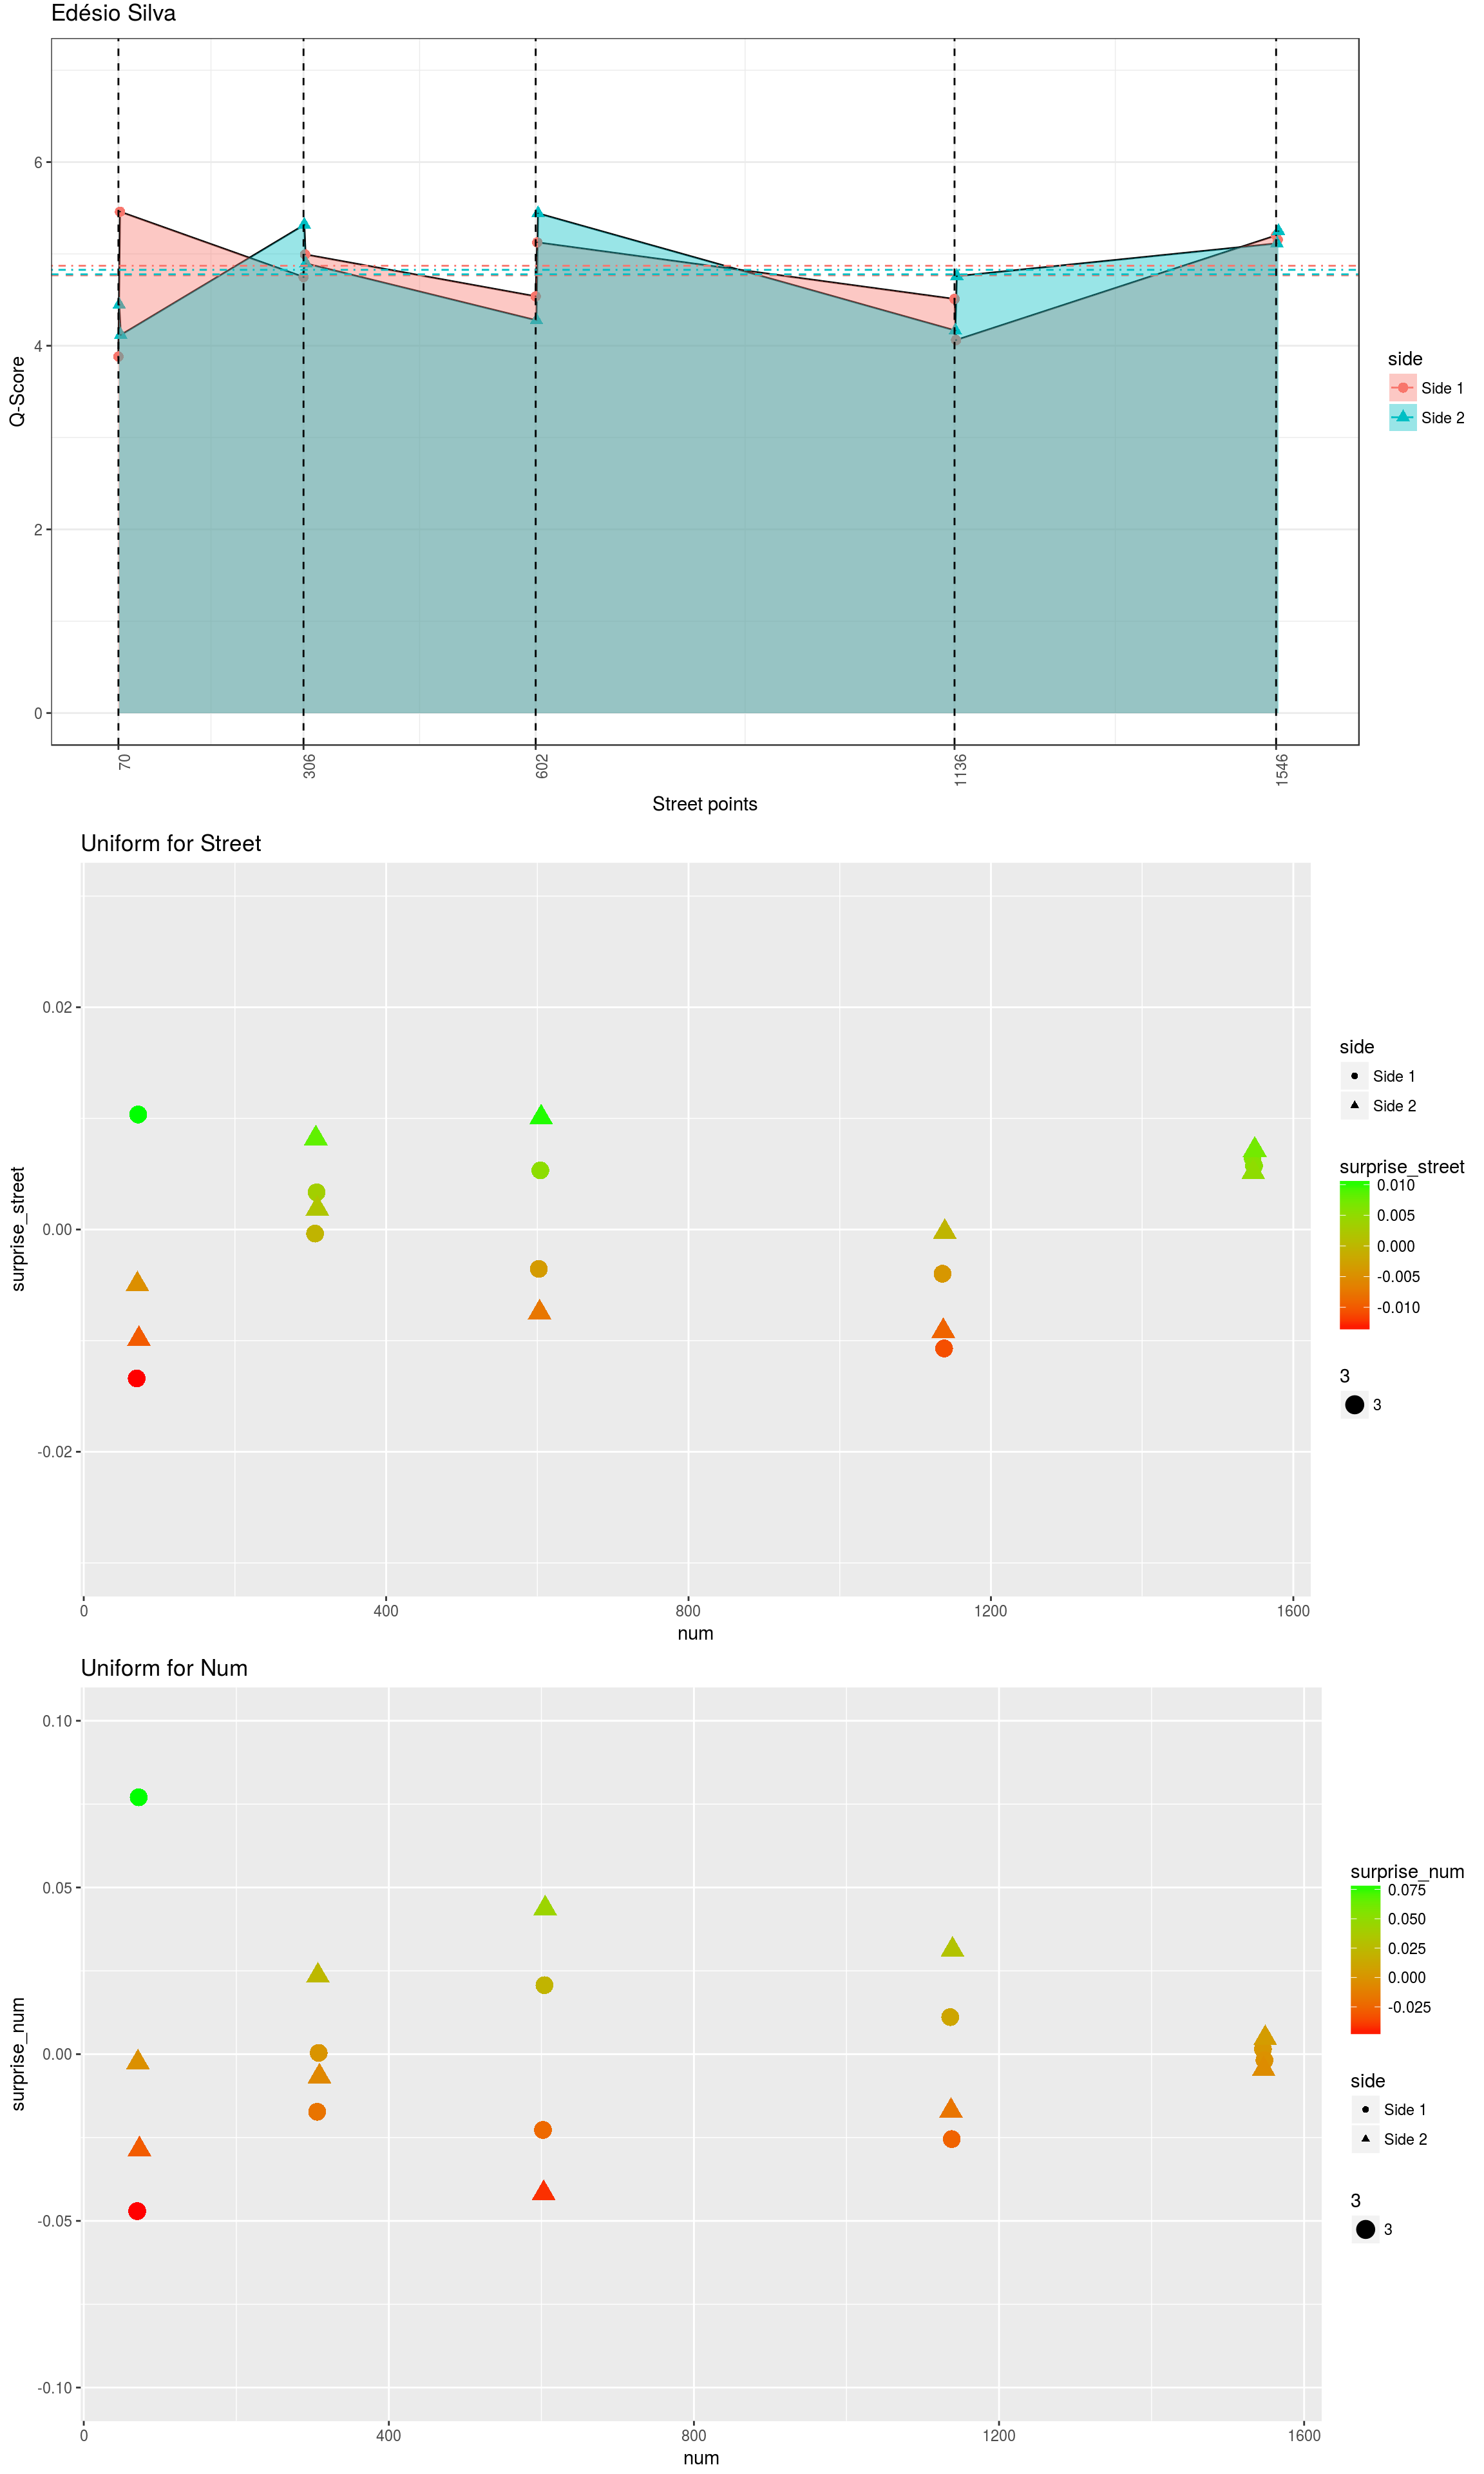 Edésio Silva
6
4
2
0
Q-Score
70
306
602
1136
1546
Street points
side
Side 1
Side 2
Uniform for Street
0.02
0.00
-0.02
surprise_street
0
400
800
1200
1600
num
side
Side 1
Side 2
surprise_street
0.010
0.005
0.000
-0.005
-0.010
3
3
Uniform for Num
0.10
0.05
0.00
-0.05
-0.10
surprise_num
0
400
800
1200
1600
num
surprise_num
0.075
0.050
0.025
0.000
-0.025
side
Side 1
Side 2
3
3